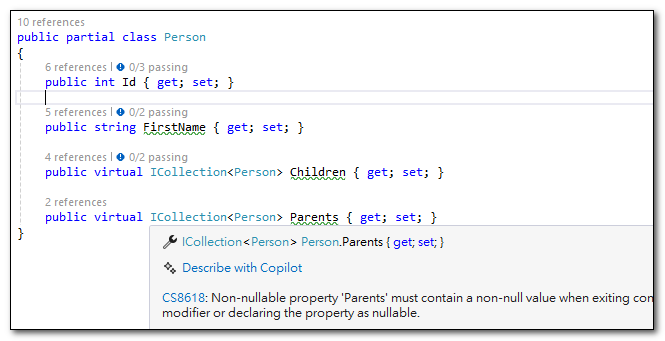 10 references
public partial class Person
{
6 references | 0/3 passing
public int Id { get; set; }
5 references | 0/2 passing
public string FirstName { get; set; }
4 references | 0/2 passing
public virtual ICollection<Person> Children { get; set; }
2 references
public virtual ICollection<Person> Parents { get; set; }
}
ICollection<Person> Person.Parents { get; set; }
Describe with Copilot
CS8618: Non-nullable property 'Parents' must contain a non-null value when exiting con
modifier or declaring the property as nullable.